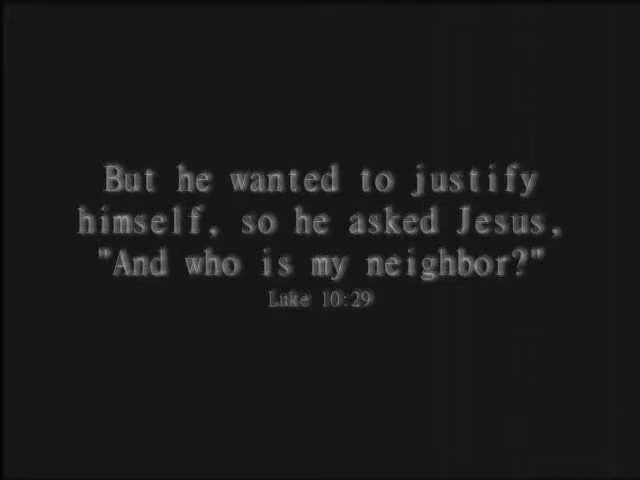 But he wanted to justify
himself, so he asked Jesus,
"And who is my neighbor?"
Luke 10:29